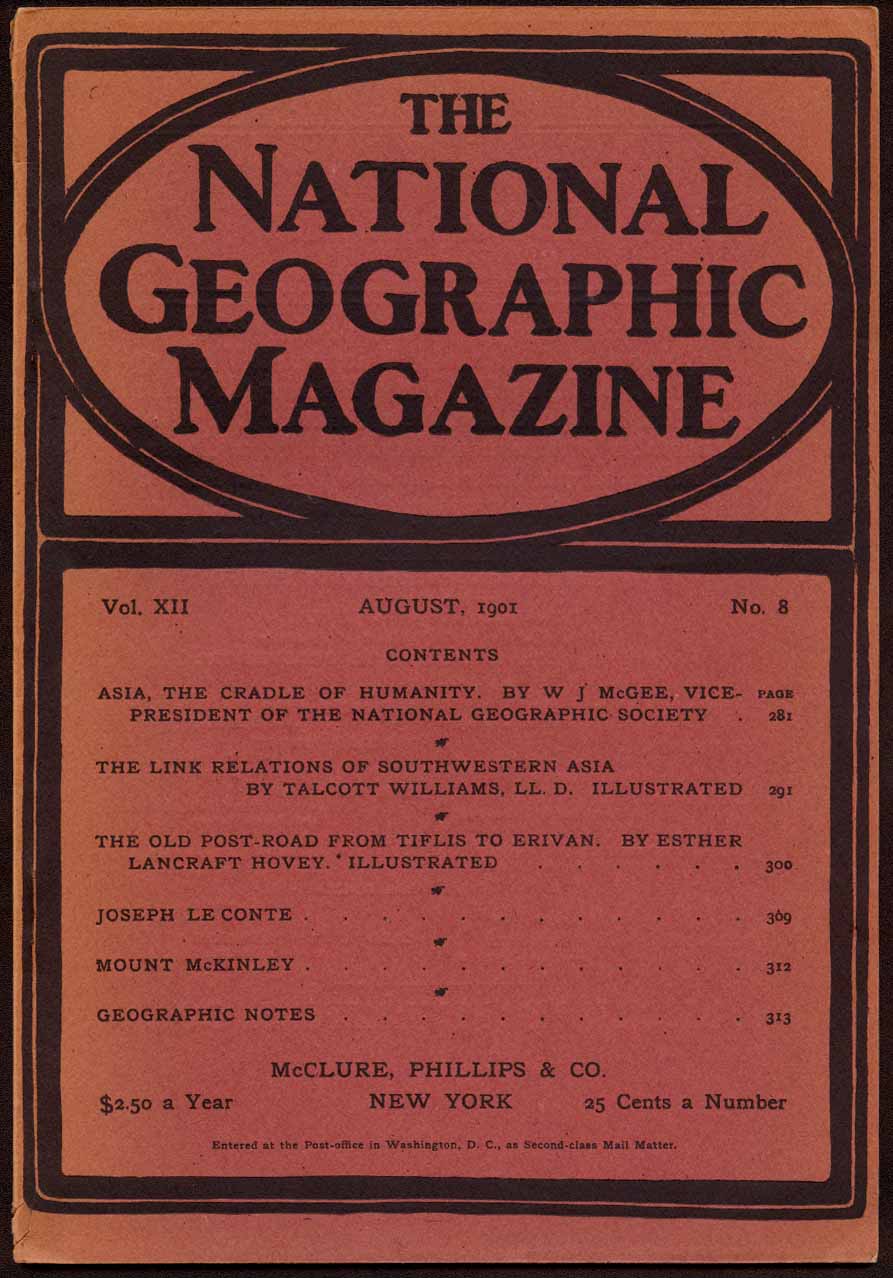 THE
NATIONAL
GEOGRAPHIC
MAGAZINE
Vol. XII AUGUST, 1901 No. 8
CONTENTS
ASIA, THE CRADLE OF HUMANITY. BY W J McGEE, VICE- PAGE
PRESIDENT OF THE NATIONAL GEOGRAPHIC SOCIETY . 281
THE LINK RELATIONS OF SOUTHWESTERN ASIA
BY TALCOTT WILLIAMS, LL. D. ILLUSTRATED 291
THE OLD POST-ROAD FROM TIFLIS TO ERIVAN. BY ESTHER
LANCRAFT HOVEY. ILLUSTRATED . . . . . . 300
JOSEPH LE CONTE . . . . . . . . . . . . 309
MOUNT McKINLEY . . . . . . . . . . . . 312
GEOGRAPHIC NOTES . . . . . . . . . . . 313
McCLURE, PHILLIPS & CO.
$2.50 a Year NEW YORK 25 Cents a Number
Entered at the Post-office in Washington, D. C., as Second-class Mail Matter.